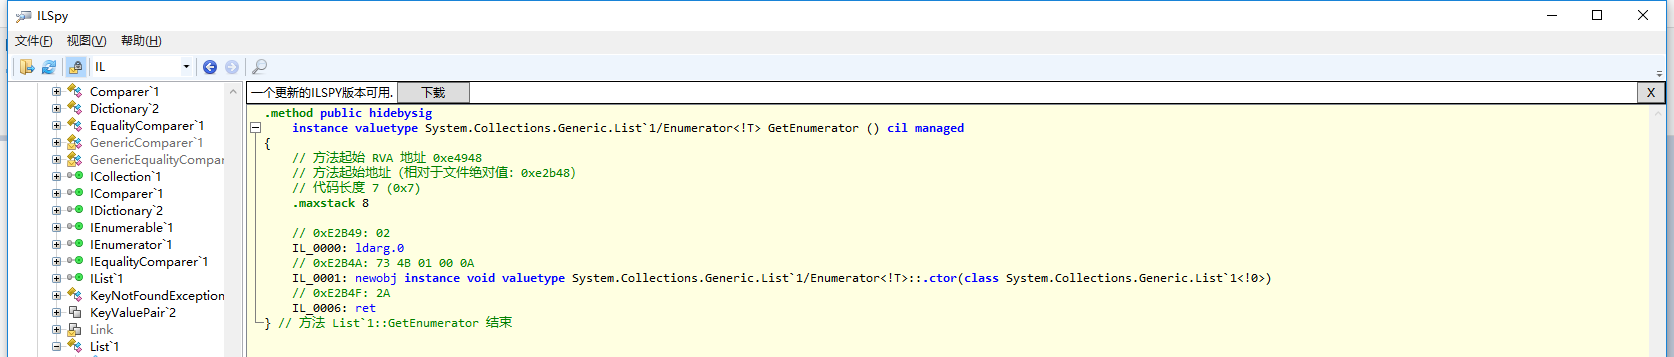 ILSpy
文件(F) 视图(V) 帮助(H)
IL
Comparer`1
Dictionary`2
EqualityComparer`1
GenericComparer`1
GenericEqualityCompar
ICollection`1
IComparer`1
IDictionary`2
IEnumerable`1
IEnumerator`1
IEqualityComparer`1
IList`1
KeyNotFoundException
KeyValuePair`2
Link
List`1
一个更新的ILSPY版本可用. 下载 X
.method public hidebysig
instance valuetype System.Collections.Generic.List`1/Enumerator<!T> GetEnumerator () cil managed
{
// 方法起始 RVA 地址 0xe4948
// 方法起始地址（相对于文件绝对值：0xe2b48）
// 代码长度 7 (0x7)
.maxstack 8
// 0xE2B49: 02
IL_0000: ldarg.0
// 0xE2B4A: 73 4B 01 00 0A
IL_0001: newobj instance void valuetype System.Collections.Generic.List`1/Enumerator<!T>::.ctor(class System.Collections.Generic.List`1<!0>)
// 0xE2B4F: 2A
IL_0006: ret
} // 方法 List`1::GetEnumerator 结束